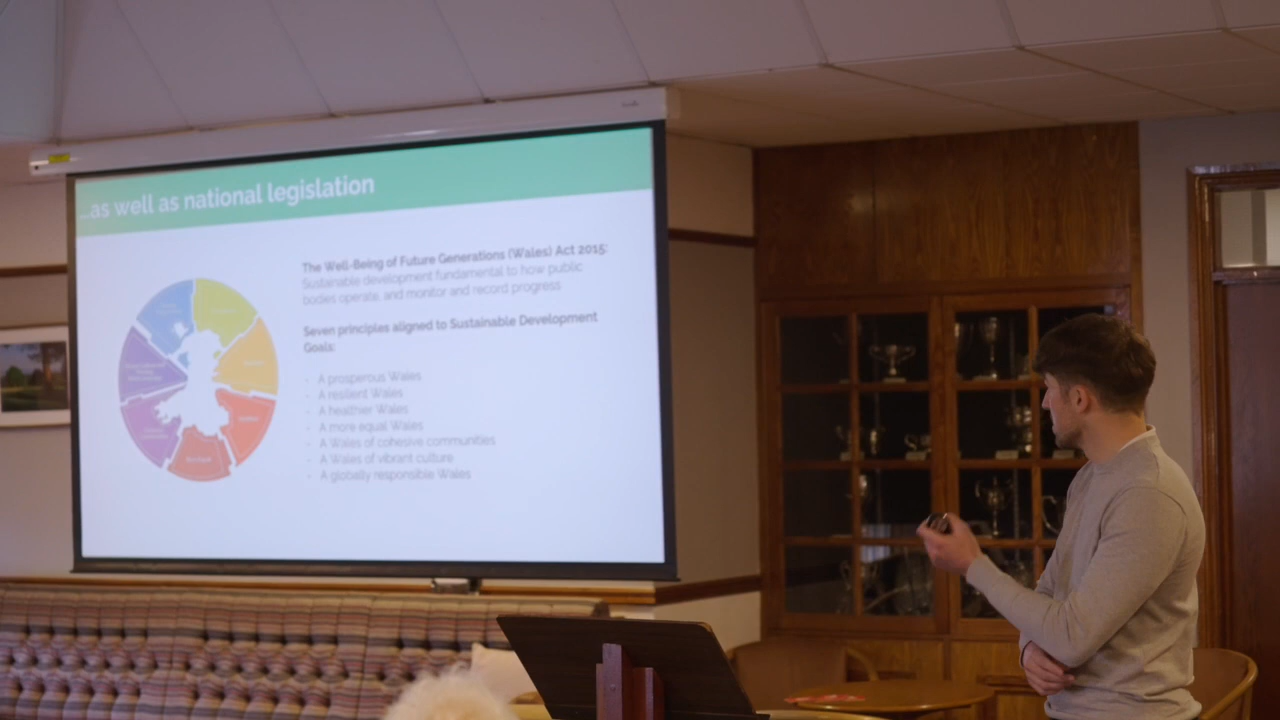 ...as well as national legislation
The Well-Being of Future Generations (Wales) Act 2015:
Sustainable development fundamental to how public
bodies operate, and monitor and record progress
Seven principles aligned to Sustainable Development
Goals:
- A prosperous Wales
- A resilient Wales
- A healthier Wales
- A more equal Wales
- A Wales of cohesive communities
- A Wales of vibrant culture
- A globally responsible Wales